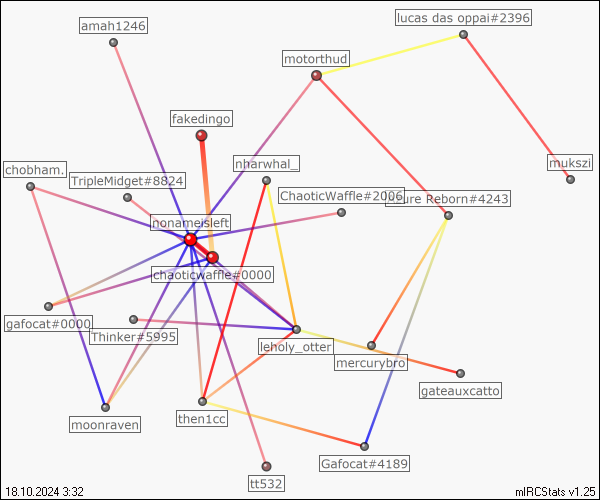 amah1246
lucas das oppai#2396
motorthud
fakedingo
nharwhal_
mukszi
chobham.
TripleMidget#8824
ChaoticWaffle#2006
Reborn#4243
nonameisleft
chaoticwaffle#0000
gafocat#0000
Thinker#5995
leholy_otter
mercurybro
gateauxcatto
moonraven
then1cc
Gafocat#4189
tt532
18.10.2024 3:32
mIRCStats v1.25